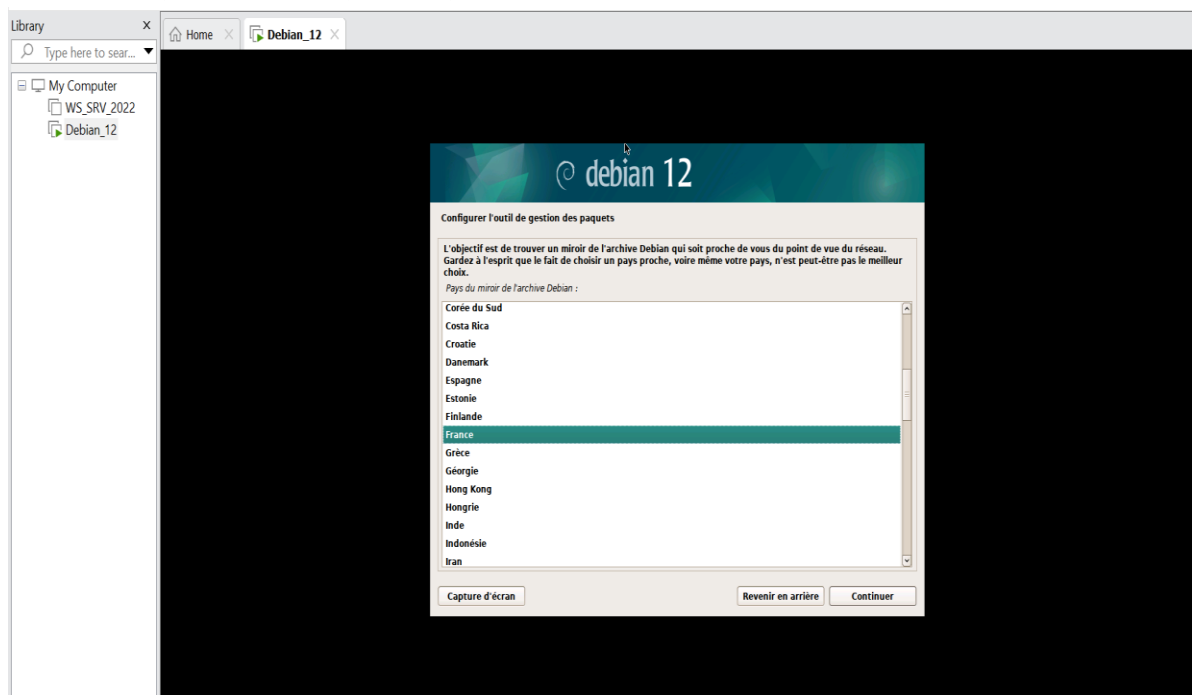 Library X
Type here to sear...
My Computer
WS_SRV_2022
Debian_12
Home X Debian_12 X
debian 12
Configurer l'outil de gestion des paquets
L'objectif est de trouver un miroir de l'archive Debian qui soit proche de vous du point de vue du réseau.
Gardez à l'esprit que le fait de choisir un pays proche, voire même votre pays, n'est peut-être pas le meilleur
choix.
Pays du miroir de l'archive Debian :
Corée du Sud
Costa Rica
Croatie
Danemark
Espagne
Estonie
Finlande
France
Grèce
Géorgie
Hong Kong
Hongrie
Inde
Indonésie
Iran
Capture d'écran Revenir en arrière Continuer